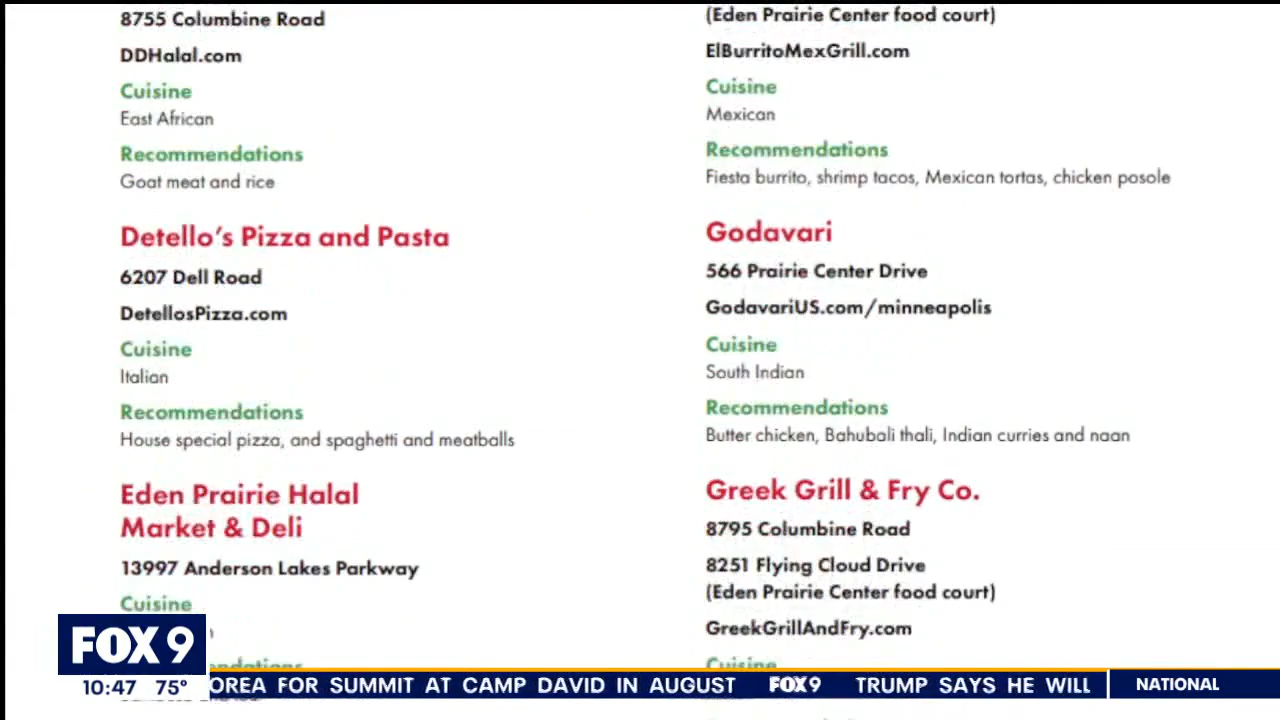 8755 Columbine Road
DDHalal.com
Cuisine
East African
Recommendations
Goat meat and rice
Detello's Pizza and Pasta
6207 Dell Road
DetellosPizza.com
Cuisine
Italian
Recommendations
House special pizza, and spaghetti and meatballs
Eden Prairie Halal
Market & Deli
13997 Anderson Lakes Parkway
Cuisine
(Eden Prairie Center food court)
ElBurritoMexGrill.com
Cuisine
Mexican
Recommendations
Fiesta burrito, shrimp tacos, Mexican tortas, chicken posole
Godavari
566 Prairie Center Drive
GodavariUS.com/minneapolis
Cuisine
South Indian
Recommendations
Butter chicken, Bahubali thali, Indian curries and naan
Greek Grill & Fry Co.
8795 Columbine Road
8251 Flying Cloud Drive
(Eden Prairie Center food court)
GreekGrillAndFry.com
Cuisine
FOX 9
10:47 75°
OREA FOR SUMMIT AT CAMP DAVID IN AUGUST FOX 9 TRUMP SAYS HE WILL
NATIONAL